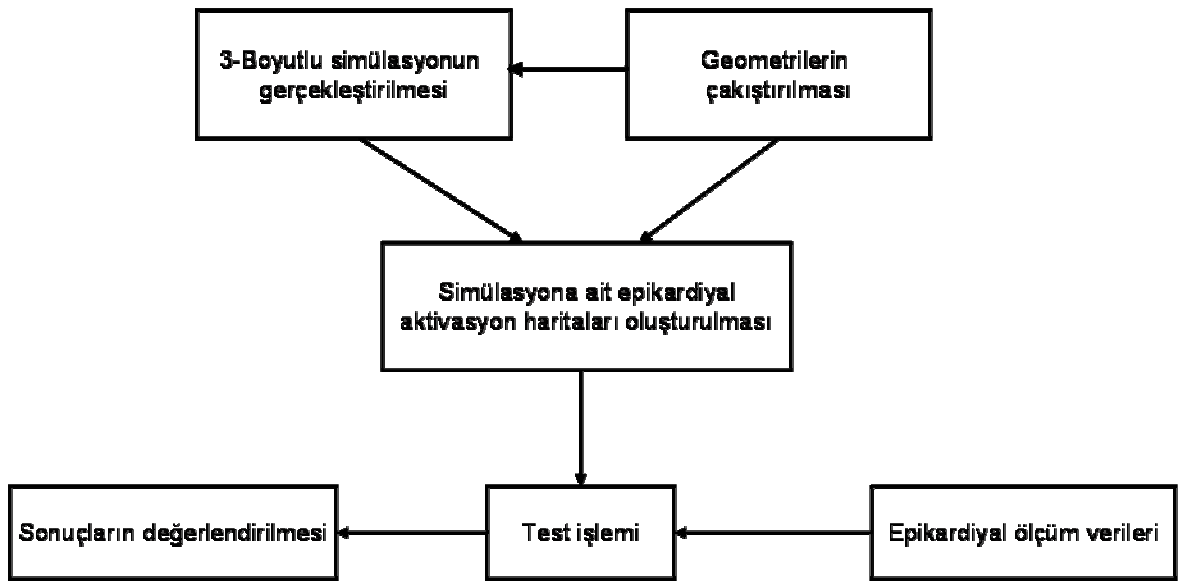 3-Boyutlu simülasyonun
gerçekleştirilmesi
Geometrilerin
çakıştırılması
Simülasyona ait epikardiyal
aktivasyon haritaları oluşturulması
Sonuçların değerlendirilmesi
Test işlemi
Epikardiyal ölçüm verileri